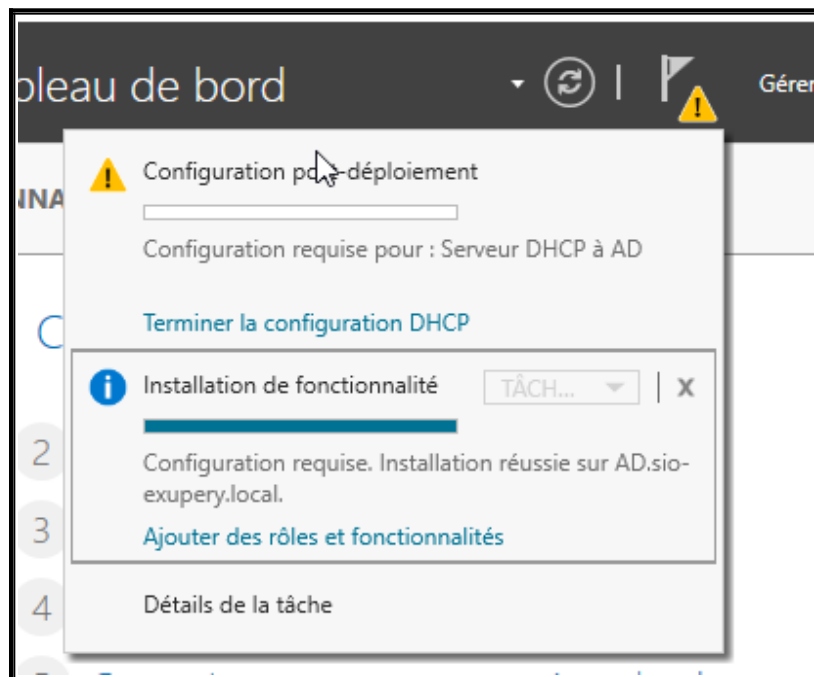 de bord
Gérer
Configuration post-déploiement
Configuration requise pour : Serveur DHCP à AD
Terminer la configuration DHCP
Installation de fonctionnalité TÂCH... X
Configuration requise. Installation réussie sur AD.sio-
exupery.local.
2
3
Ajouter des rôles et fonctionnalités
4
Détails de la tâche